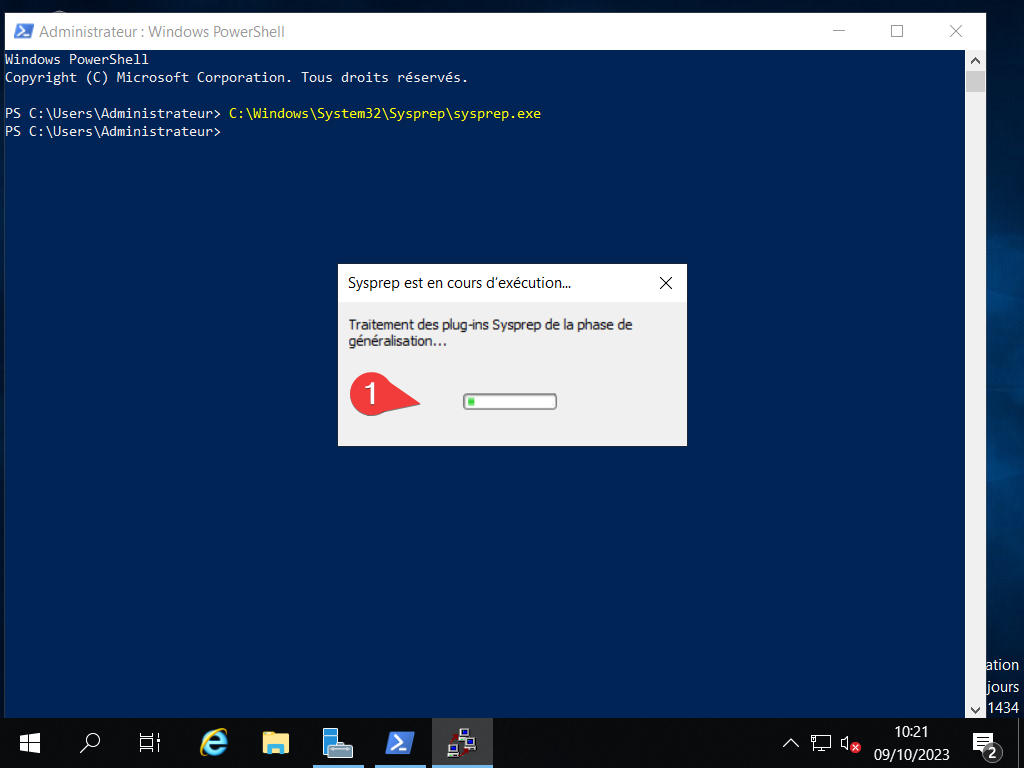 Administrateur : Windows PowerShell
Windows PowerShell
Copyright (C) Microsoft Corporation. Tous droits réservés.
PS C:\Users\Administrateur> C:\Windows\System32\Sysprep\sysprep.exe
PS C:\Users\Administrateur>
Sysprep est en cours d'exécution...
Traitement des plug-ins Sysprep de la phase de
généralisation...
1
ation
jours
1434
10:21
09/10/2023
2